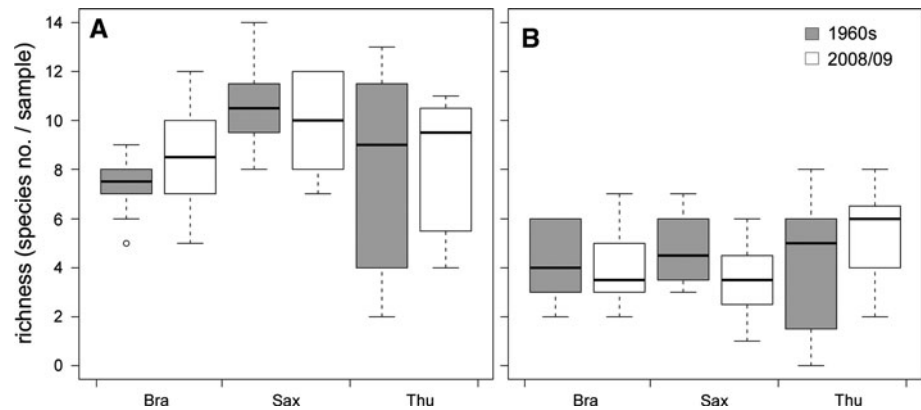 A
B
1960s
2008/09
richness (species no. / sample)
14
12
10
8
6
4
2
0
Bra Sax Thu
Bra Sax Thu